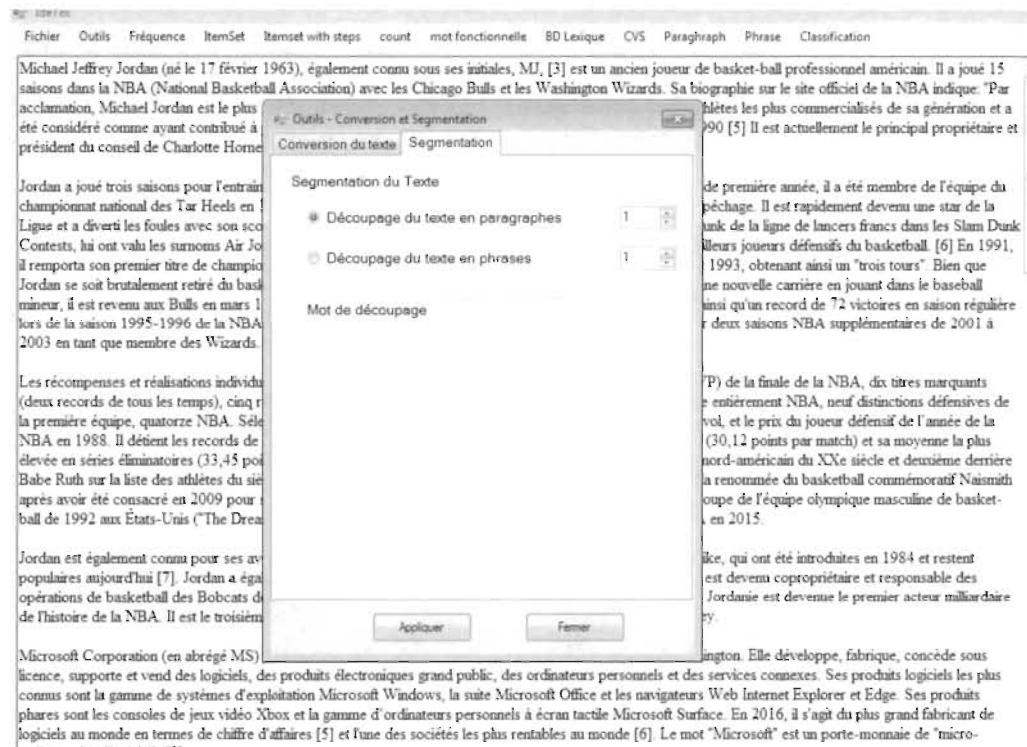 IdeTex
Fichier Outils Fréquence ItemSet Itemset with steps count mot fonctionnelle BD Lexique CVS Paraghraph Phrase Classification
Michael Jeffrey Jordan (né le 17 février 1963), également connu sous ses initiales, MJ, [3] est un ancien joueur de basket-ball professionnel américain. Il a joué 15
saisons dans la NBA (National Basketball Association) avec les Chicago Bulls et les Washington Wizards. Sa biographie sur le site officiel de la NBA indique: "Par
acclamation, Michael Jordan est le plus hlètes les plus commercialisés de sa génération et a
été considéré comme ayant contribué à 990 [5] Il est actuellement le principal propriétaire et
président du conseil de Charlotte Horne
Outils - Conversion et Segmentation
Conversion du texte Segmentation
Segmentation du Texte
Découpage du texte en paragraphes 1
Découpage du texte en phrases 1
Mot de découpage
Appliquer Fermer
Jordan a joué trois saisons pour l'entrain de première année, il a été membre de l'équipe du
championnat national des Tar Heels en pêchage. Il est rapidement devenu une star de la
Ligue et a diverti les foules avec son sco unk de la ligne de lancers francs dans les Slam Dunk
Contests, lui ont valu les surnoms Air Jo lleurs joueurs défensifs du basketball. [6] En 1991,
il remporta son premier titre de champio 1993, obtenant ainsi un "trois tours". Bien que
Jordan se soit brutalement retiré du bask ne nouvelle carrière en jouant dans le baseball
mineur, il est revenu aux Bulls en mars 1 ainsi qu'un record de 72 victoires en saison régulière
lors de la saison 1995-1996 de la NBA r deux saisons NBA supplémentaires de 2001 à
2003 en tant que membre des Wizards.
Les récompenses et réalisations individu VP) de la finale de la NBA, dix titres marquants
(deux records de tous les temps), cinq r e entièrement NBA, neuf distinctions défensives de
la première équipe, quatorze NBA. Séle vol, et le prix du joueur défensif de l'année de la
NBA en 1988. Il détient les records de (30,12 points par match) et sa moyenne la plus
élevée en séries éliminatoires (33,45 poi nord-américain du XXe siècle et deuxième derrière
Babe Ruth sur la liste des athlètes du siè a renommée du basketball commémoratif Naismith
après avoir été consacré en 2009 pour oupe de l'équipe olympique masculine de basket-
ball de 1992 aux États-Unis ("The Drea en 2015.
Jordan est également connu pour ses av ike, qui ont été introduites en 1984 et restent
populaires aujourd'hui [7]. Jordan a éga est devenu copropriétaire et responsable des
opérations de basketball des Bobcats d Jordanie est devenue le premier acteur milliardaire
de l'histoire de la NBA. Il est le troisièm ey.
Microsoft Corporation (en abrégé MS) ington. Elle développe, fabrique, concède sous
licence, supporte et vend des logiciels, des produits électroniques grand public, des ordinateurs personnels et des services connexes. Ses produits logiciels les plus
connus sont la gamme de systèmes d'exploitation Microsoft Windows, la suite Microsoft Office et les navigateurs Web Internet Explorer et Edge. Ses produits
phares sont les consoles de jeux vidéo Xbox et la gamme d'ordinateurs personnels à écran tactile Microsoft Surface. En 2016, il s'agit du plus grand fabricant de
logiciels au monde en termes de chiffre d'affaires [5] et l'une des sociétés les plus rentables au monde [6]. Le mot "Microsoft" est un porte-monnaie de "micro-